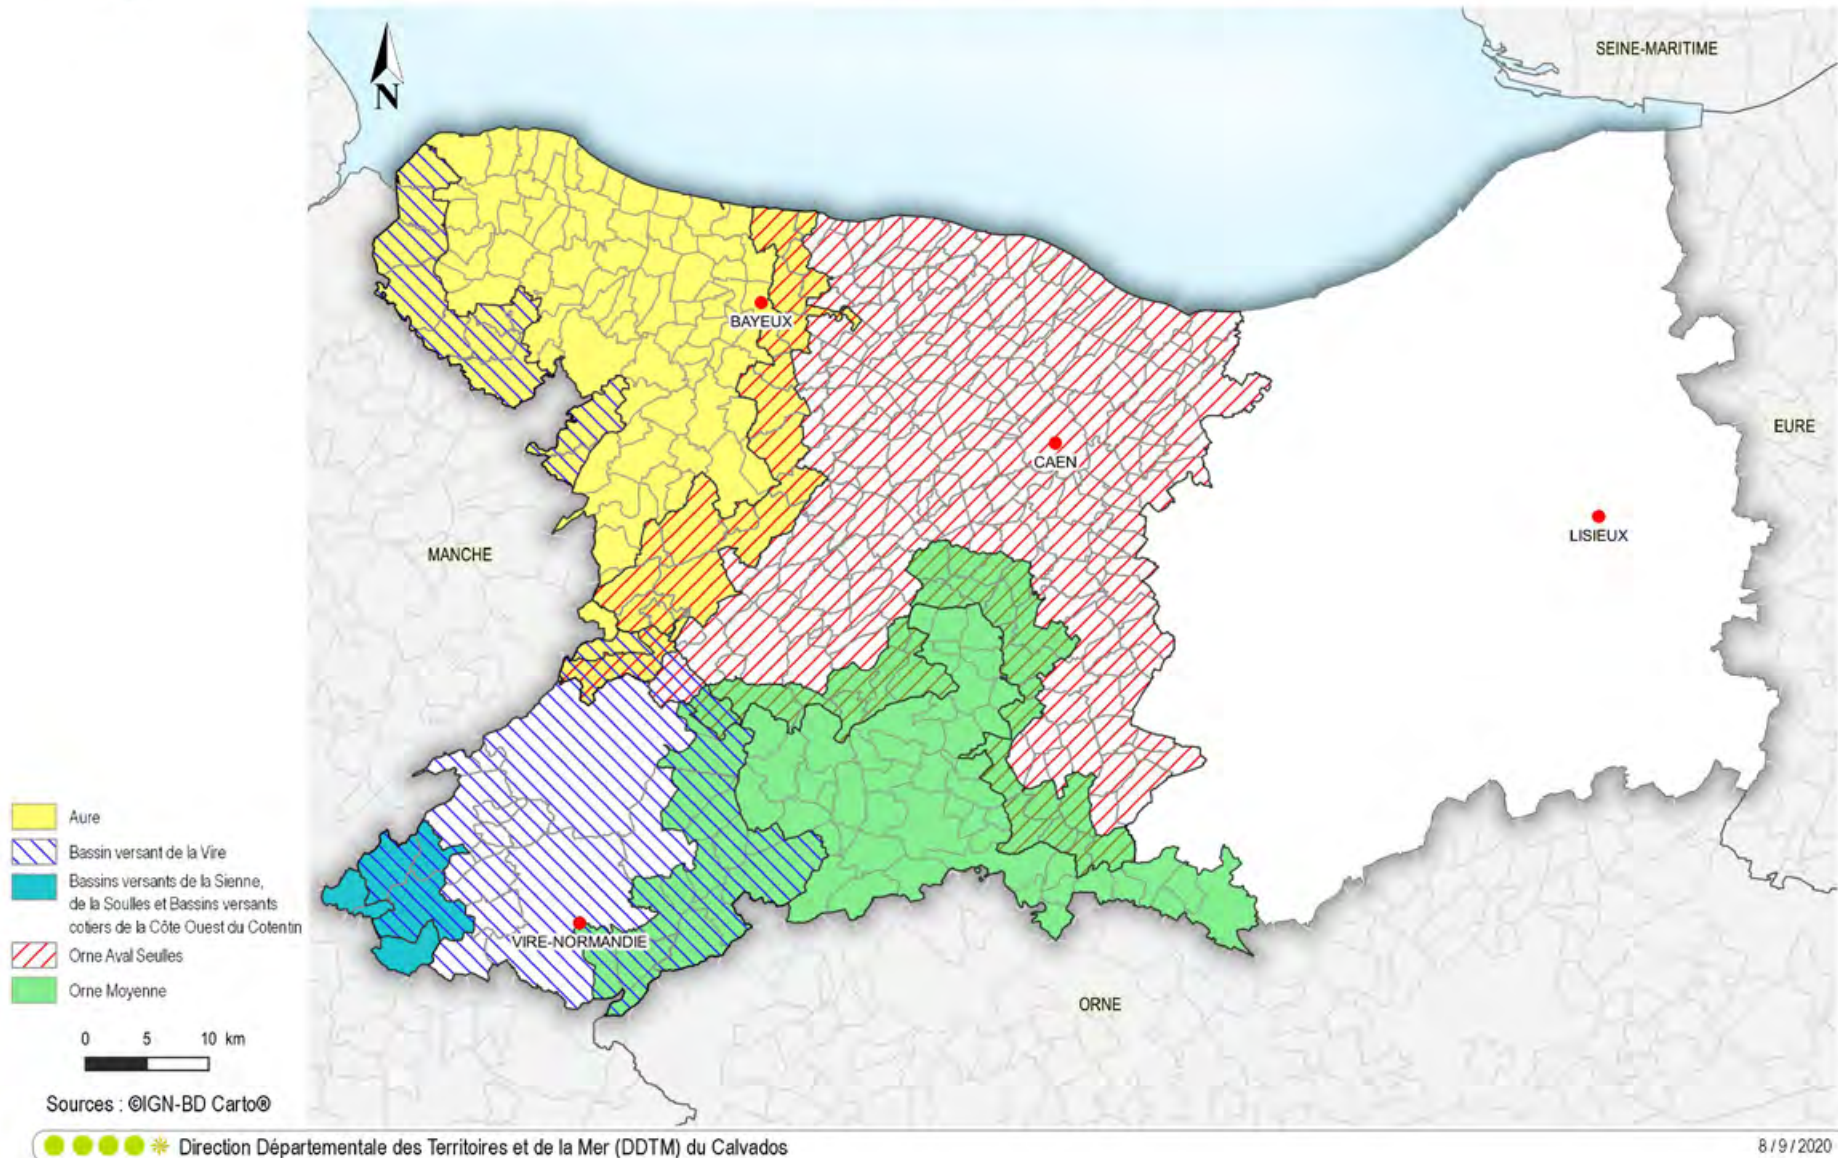 SEINE-MARITIME
N
BAYEUX
EURE
CAEN
LISIEUX
MANCHE
VIRE-NORMANDIE
ORNE
Aure
Bassin versant de la Vire
Bassins versants de la Sienne,
de la Soulles et Bassins versants
cotiers de la Côte Ouest du Cotentin
Orne Aval Seulles
Orne Moyenne
0 5 10 km
Sources : ©IGN-BD Carto®
Direction Départementale des Territoires et de la Mer (DDTM) du Calvados
8 / 9 / 2020